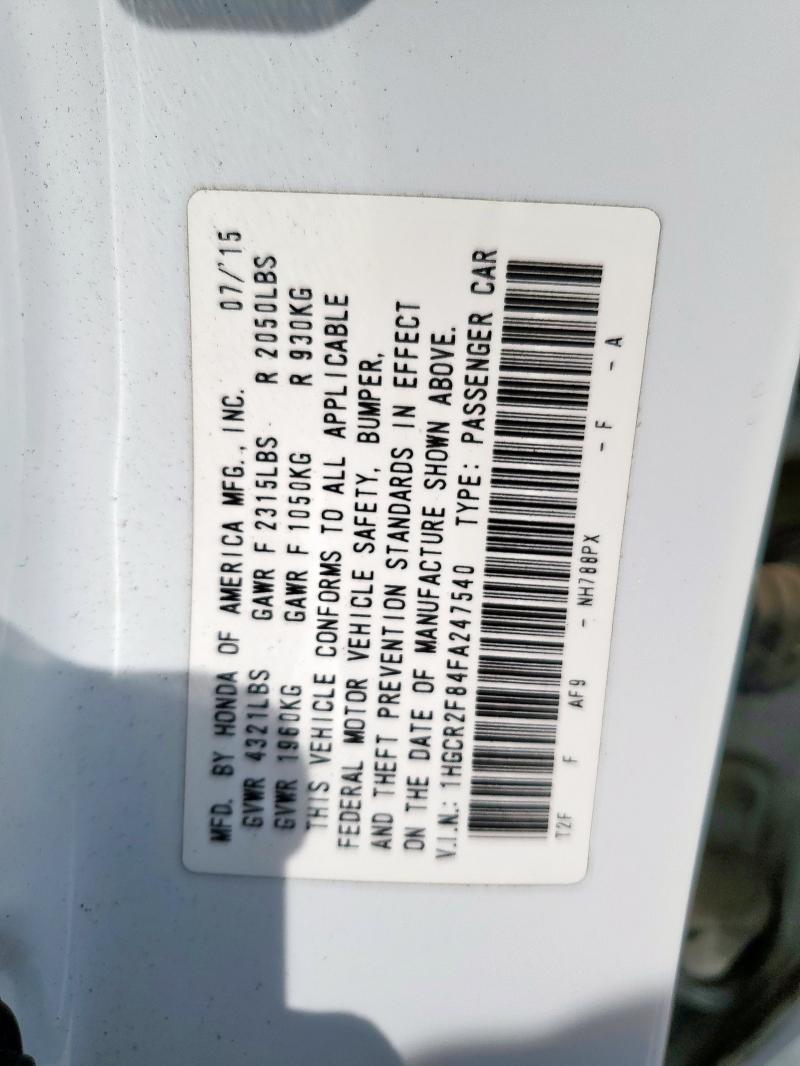 MFD. BY HONDA OF AMERICA MFG., INC. 07/'15
GVWR 4321LBS GAWR F 2315LBS R 2050LBS
GVWR 1960KG GAWR F 1050KG R 930KG
THIS VEHICLE CONFORMS TO ALL APPLICABLE
FEDERAL MOTOR VEHICLE SAFETY, BUMPER,
AND THEFT PREVENTION STANDARDS IN EFFECT
ON THE DATE OF MANUFACTURE SHOWN ABOVE.
V.I.N.: 1HGCR2F84FA247540 TYPE: PASSENGER CAR
T2F F AF9 - NH788PX - F - A